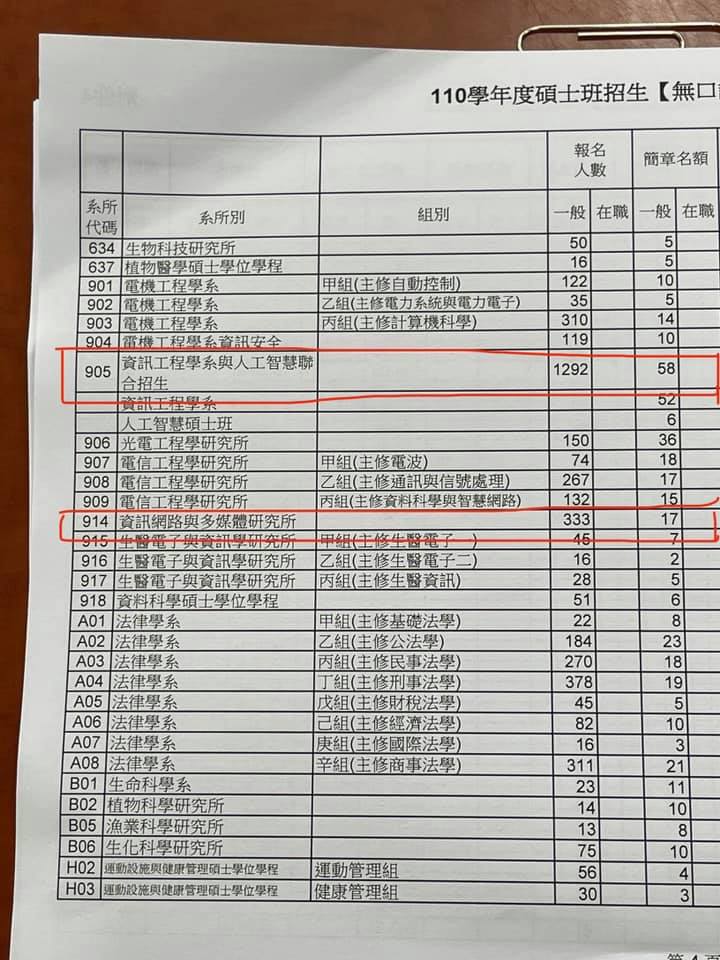 110學年度碩士班招生【無口
報名人數 簡章名額
系所代碼 系所別 組別 一般 在職 一般 在職
634 生物科技研究所 50 5
637 植物醫學碩士學位學程 16 5
901 電機工程學系 甲組(主修自動控制) 122 10
902 電機工程學系 乙組(主修電力系統與電力電子) 35 5
903 電機工程學系 丙組(主修計算機科學) 310 14
904 電機工程學系資訊安全 119 10
905 資訊工程學系與人工智慧聯合招生 1292 58
資訊工程學系 52
人工智慧碩士班 6
906 光電工程學研究所 150 36
907 電信工程學研究所 甲組(主修電波) 74 18
908 電信工程學研究所 乙組(主修通訊與信號處理) 267 17
909 電信工程學研究所 丙組(主修資料科學與智慧網路) 132 15
914 資訊網路與多媒體研究所 333 17
915 生醫電子與資訊學研究所 甲組(主修生醫電子一) 45 7
916 生醫電子與資訊學研究所 乙組(主修生醫電子二) 16 2
917 生醫電子與資訊學研究所 丙組(主修生醫資訊) 28 5
918 資料科學碩士學位學程 51 6
A01 法律學系 甲組(主修基礎法學) 22 8
A02 法律學系 乙組(主修公法學) 184 23
A03 法律學系 丙組(主修民事法學) 270 18
A04 法律學系 丁組(主修刑事法學) 378 19
A05 法律學系 戊組(主修財稅法學) 45 5
A06 法律學系 己組(主修經濟法學) 82 10
A07 法律學系 庚組(主修國際法學) 16 3
A08 法律學系 辛組(主修商事法學) 311 21
B01 生命科學系 23 11
B02 植物科學研究所 14 10
B05 漁業科學研究所 13 8
B06 生化科學研究所 75 10
H02 運動設施與健康管理碩士學位學程 運動管理組 56 4
H03 運動設施與健康管理碩士學位學程 健康管理組 30 3
第 4 頁